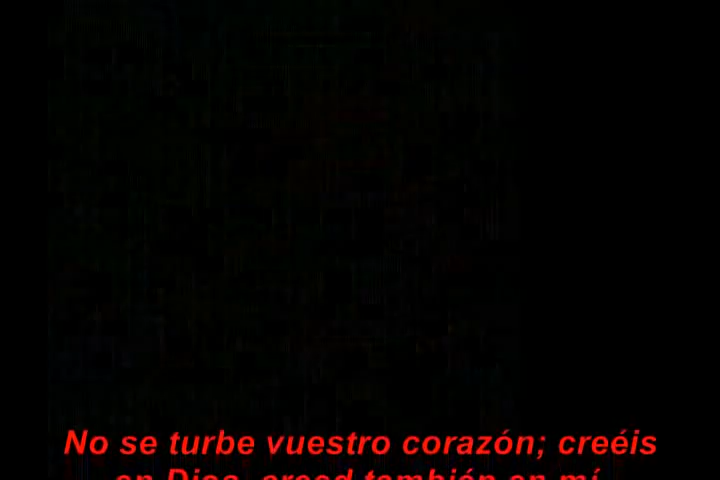 No se turbe vuestro corazón; creéis
en Dios, creed también en mí.